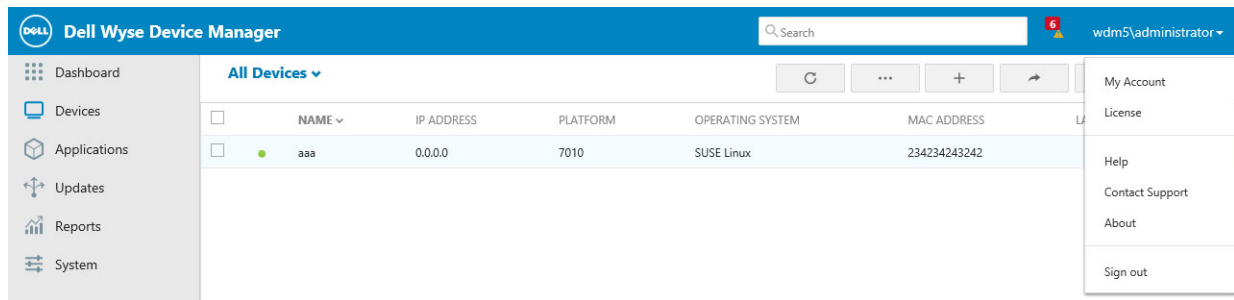 DELL Dell Wyse Device Manager Search 6 wdm5\administrator
Dashboard
Devices
Applications
Updates
Reports
System
All Devices
NAME IP ADDRESS PLATFORM OPERATING SYSTEM MAC ADDRESS
aaa 0.0.0.0 7010 SUSE Linux 234234243242
My Account
License
Help
Contact Support
About
Sign out